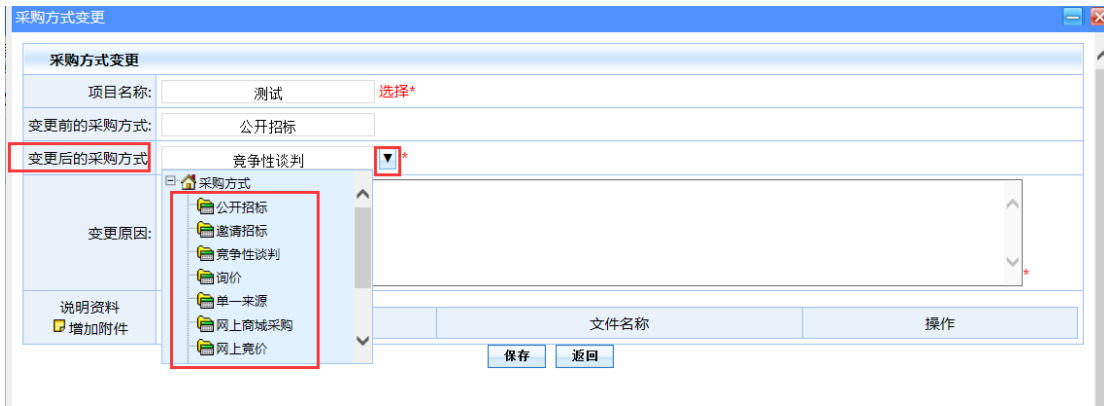 采购方式变更
采购方式变更
项目名称: 测试 选择*
变更前的采购方式: 公开招标
变更后的采购方式 竞争性谈判 *
采购方式
公开招标
邀请招标
竞争性谈判
询价
单一来源
网上商城采购
网上竞价
变更原因: *
说明资料
增加附件
文件名称 操作
保存 返回